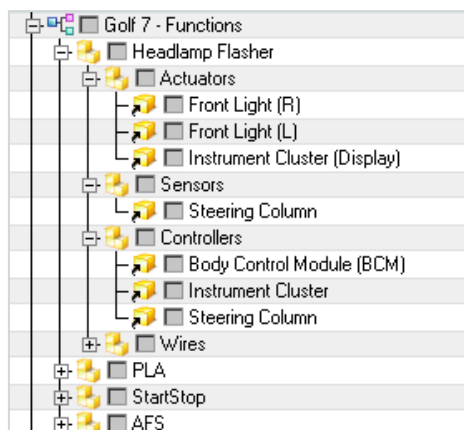 Golf 7 - Functions
Headlamp Flasher
Actuators
Front Light (R)
Front Light (L)
Instrument Cluster (Display)
Sensors
Steering Column
Controllers
Body Control Module (BCM)
Instrument Cluster
Steering Column
Wires
PLA
StartStop
AFS